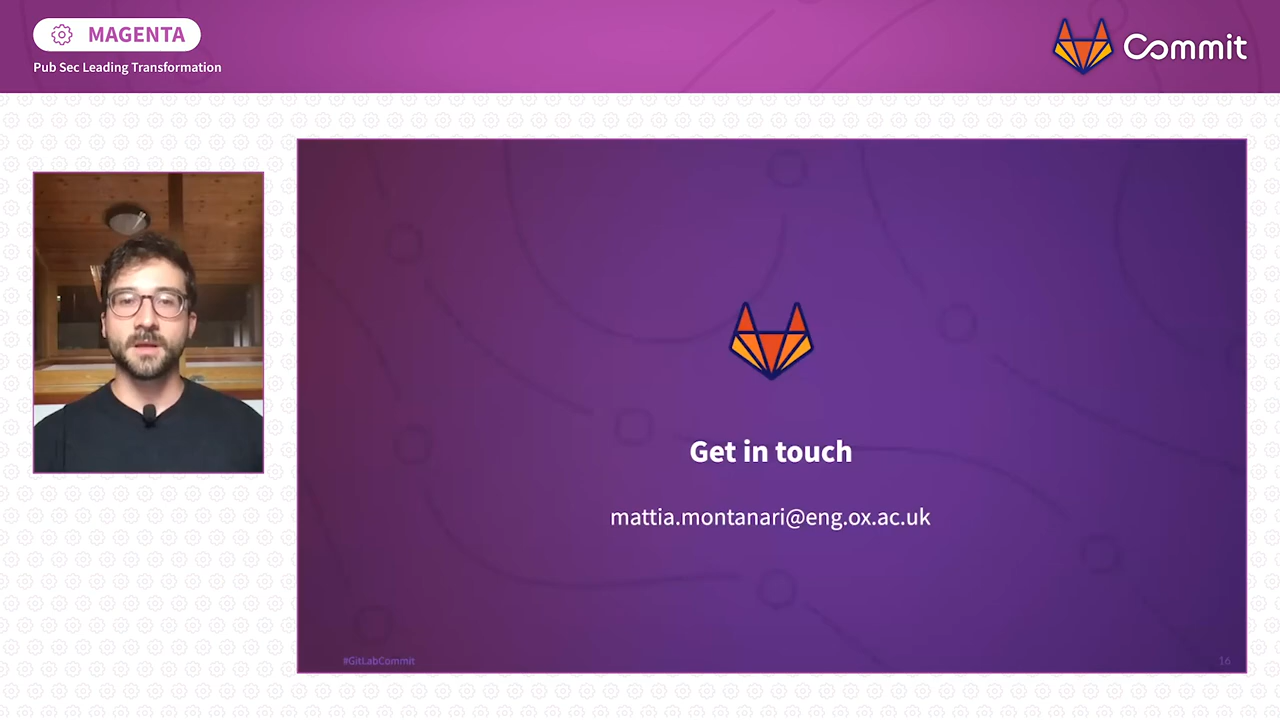 MAGENTA
Pub Sec Leading Transformation
Commit
Get in touch
mattia.montanari@eng.ox.ac.uk
#GitLabCommit
16